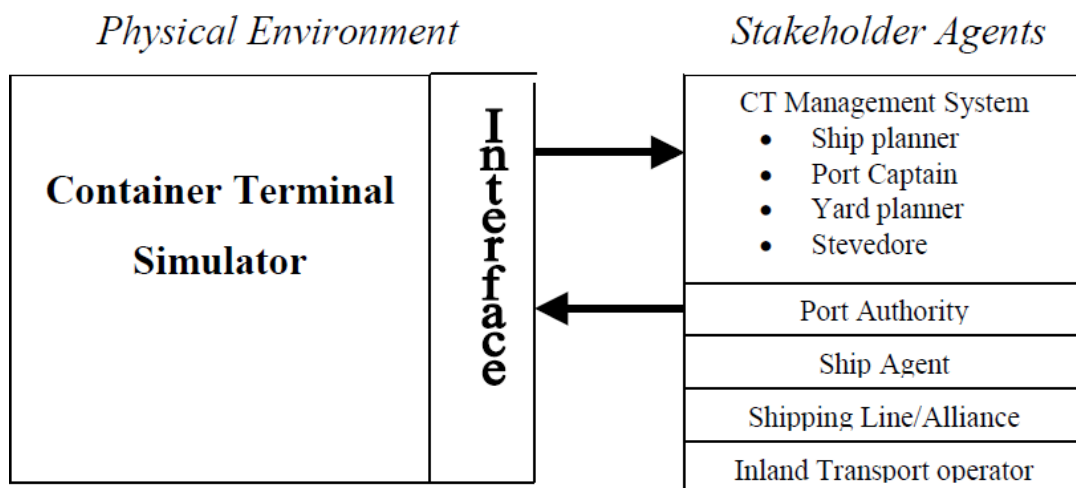 Physical Environment
Stakeholder Agents
Container Terminal
Simulator
Interface
CT Management System
• Ship planner
• Port Captain
• Yard planner
• Stevedore
Port Authority
Ship Agent
Shipping Line/Alliance
Inland Transport operator